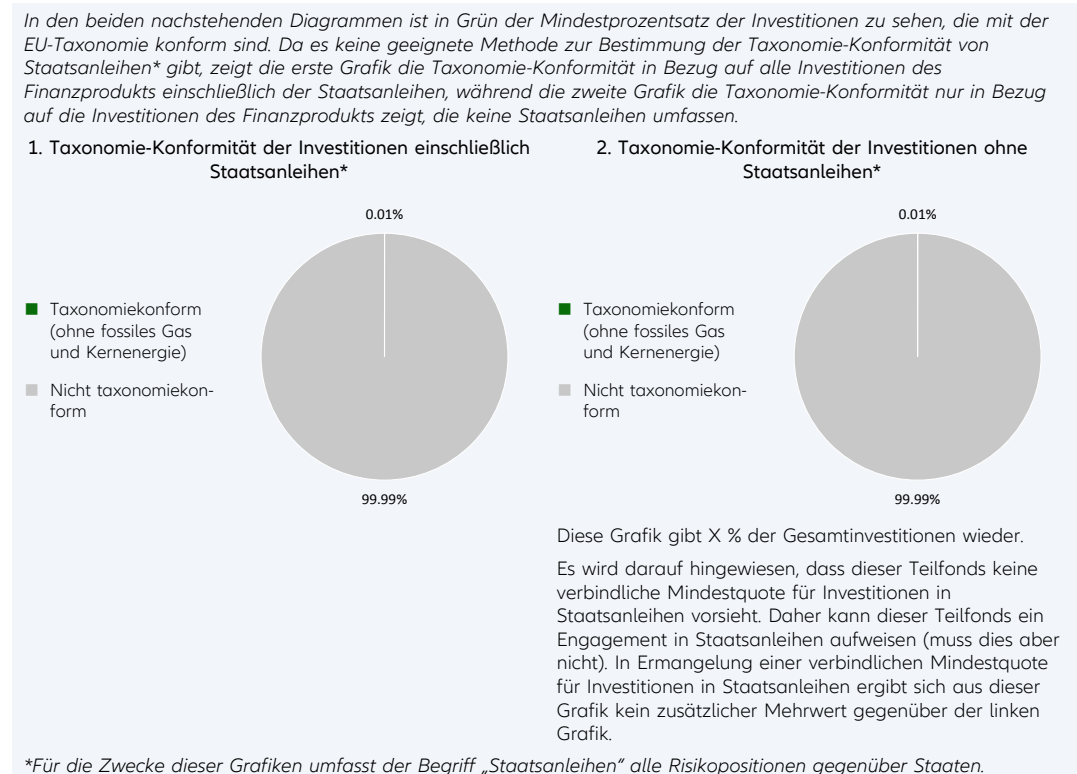 In den beiden nachstehenden Diagrammen ist in Grün der Mindestprozentsatz der Investitionen zu sehen, die mit der
EU-Taxonomie konform sind. Da es keine geeignete Methode zur Bestimmung der Taxonomie-Konformität von
Staatsanleihen* gibt, zeigt die erste Grafik die Taxonomie-Konformität in Bezug auf alle Investitionen des
Finanzprodukts einschließlich der Staatsanleihen, während die zweite Grafik die Taxonomie-Konformität nur in Bezug
auf die Investitionen des Finanzprodukts zeigt, die keine Staatsanleihen umfassen.
1. Taxonomie-Konformität der Investitionen einschließlich
Staatsanleihen*
0.01%
Taxonomiekonform
(ohne fossiles Gas
und Kernenergie)
Nicht taxonomiekon-
form
99.99%
2. Taxonomie-Konformität der Investitionen ohne
Staatsanleihen*
0.01%
Taxonomiekonform
(ohne fossiles Gas
und Kernenergie)
Nicht taxonomiekon-
form
99.99%
Diese Grafik gibt X % der Gesamtinvestitionen wieder.
Es wird darauf hingewiesen, dass dieser Teilfonds keine
verbindliche Mindestquote für Investitionen in
Staatsanleihen vorsieht. Daher kann dieser Teilfonds ein
Engagement in Staatsanleihen aufweisen (muss dies aber
nicht). In Ermangelung einer verbindlichen Mindestquote
für Investitionen in Staatsanleihen ergibt sich aus dieser
Grafik kein zusätzlicher Mehrwert gegenüber der linken
Grafik.
*Für die Zwecke dieser Grafiken umfasst der Begriff „Staatsanleihen" alle Risikopositionen gegenüber Staaten.